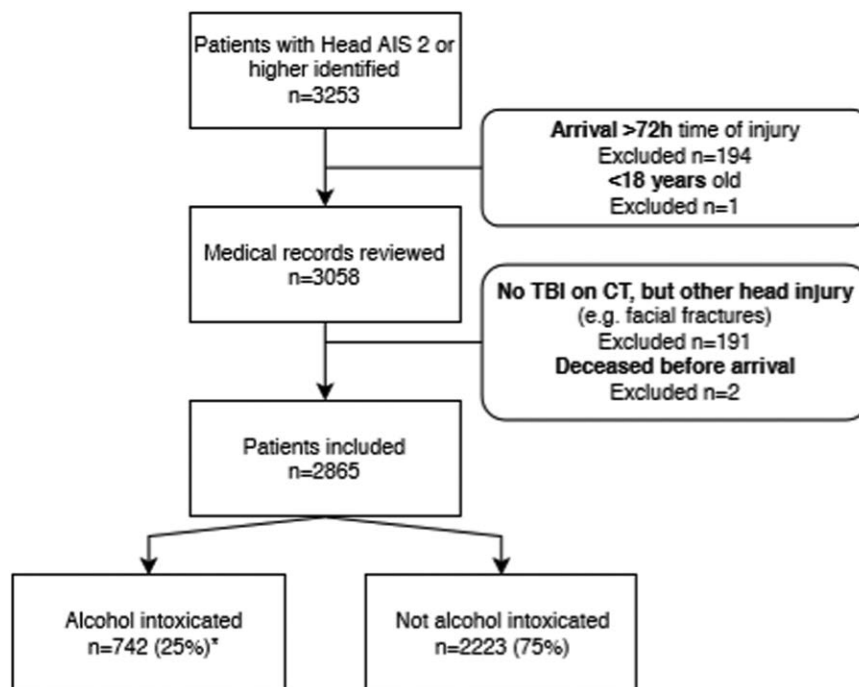 Patients with Head AIS 2 or
higher identified
n=3253
Arrival >72h time of injury
Excluded n=194
<18 years old
Excluded n=1
Medical records reviewed
n=3058
No TBI on CT, but other head injury
(e.g. facial fractures)
Excluded n=191
Deceased before arrival
Excluded n=2
Patients included
n=2865
Alcohol intoxicated
n=742 (25%)*
Not alcohol intoxicated
n=2223 (75%)